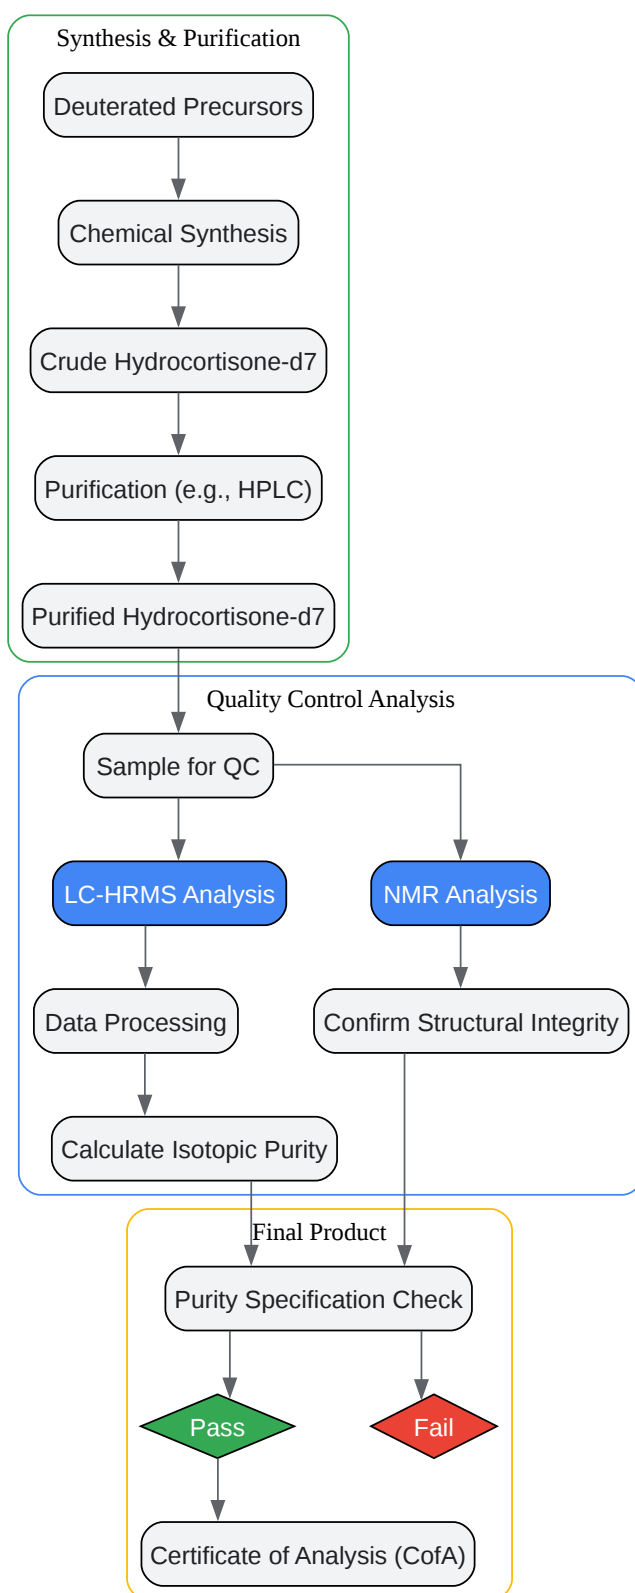 Synthesis & Purification
Deuterated Precursors
Chemical Synthesis
Crude Hydrocortisone-d7
Purification (e.g., HPLC)
Purified Hydrocortisone-d7
Quality Control Analysis
Sample for QC
LC-HRMS Analysis
NMR Analysis
Data Processing
Confirm Structural Integrity
Calculate Isotopic Purity
Final Product
Purity Specification Check
Pass
Fail
Certificate of Analysis (CofA)